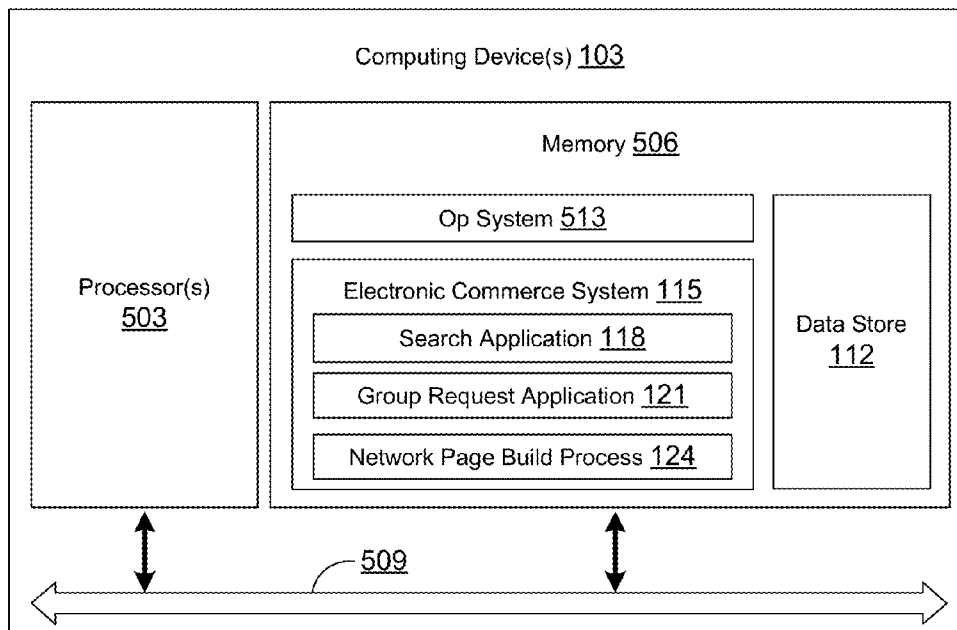 Computing Device(s) 103
Memory 506
Op System 513
Processor(s)
503
Electronic Commerce System 115
Search Application 118
Group Request Application 121
Network Page Build Process 124
Data Store
112
509